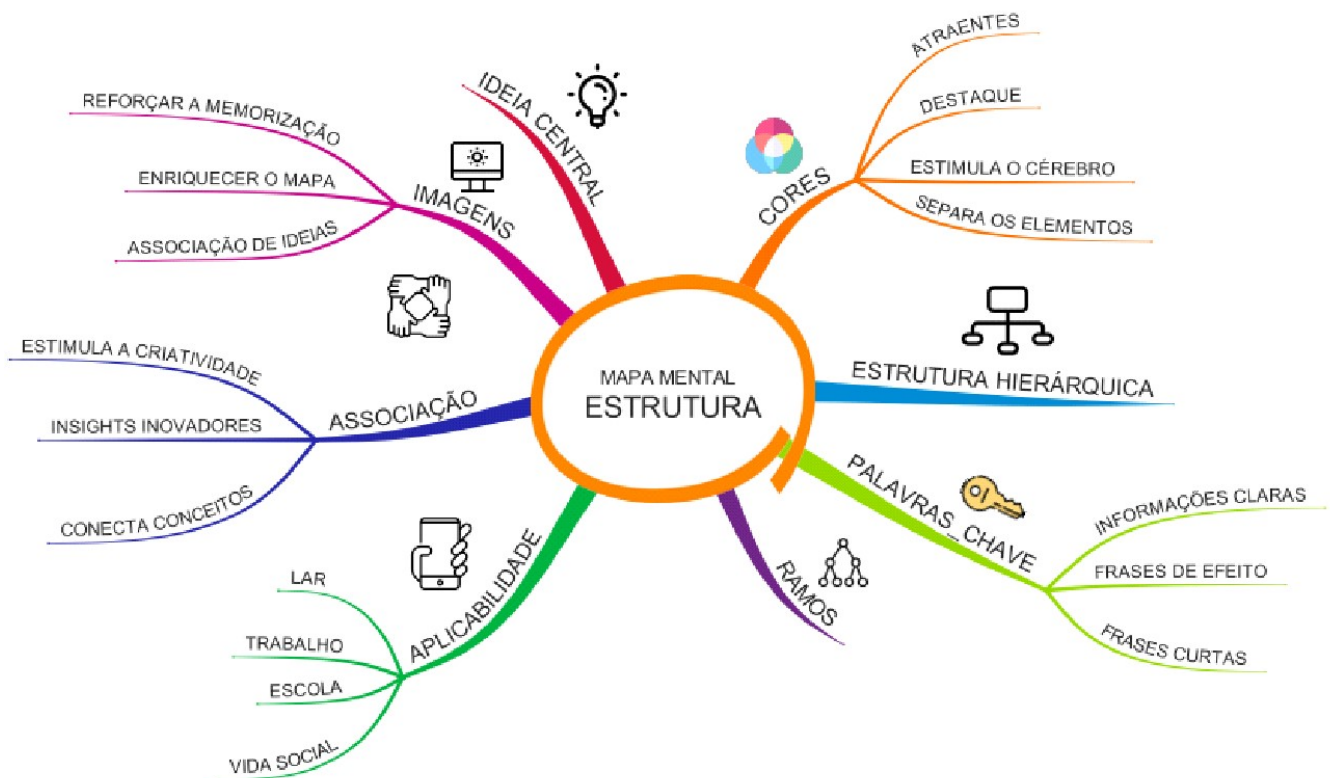 MAPA MENTAL
ESTRUTURA
IDEIA CENTRAL
CORES
ATRAENTES
DESTAQUE
ESTIMULA O CÉREBRO
SEPARA OS ELEMENTOS
ESTRUTURA HIERÁRQUICA
PALAVRAS_CHAVE
INFORMAÇÕES CLARAS
FRASES DE EFEITO
FRASES CURTAS
RAMOS
APLICABILIDADE
LAR
TRABALHO
ESCOLA
VIDA SOCIAL
ASSOCIAÇÃO
ESTIMULA A CRIATIVIDADE
INSIGHTS INOVADORES
CONECTA CONCEITOS
IMAGENS
REFORÇAR A MEMORIZAÇÃO
ENRIQUECER O MAPA
ASSOCIAÇÃO DE IDEIAS